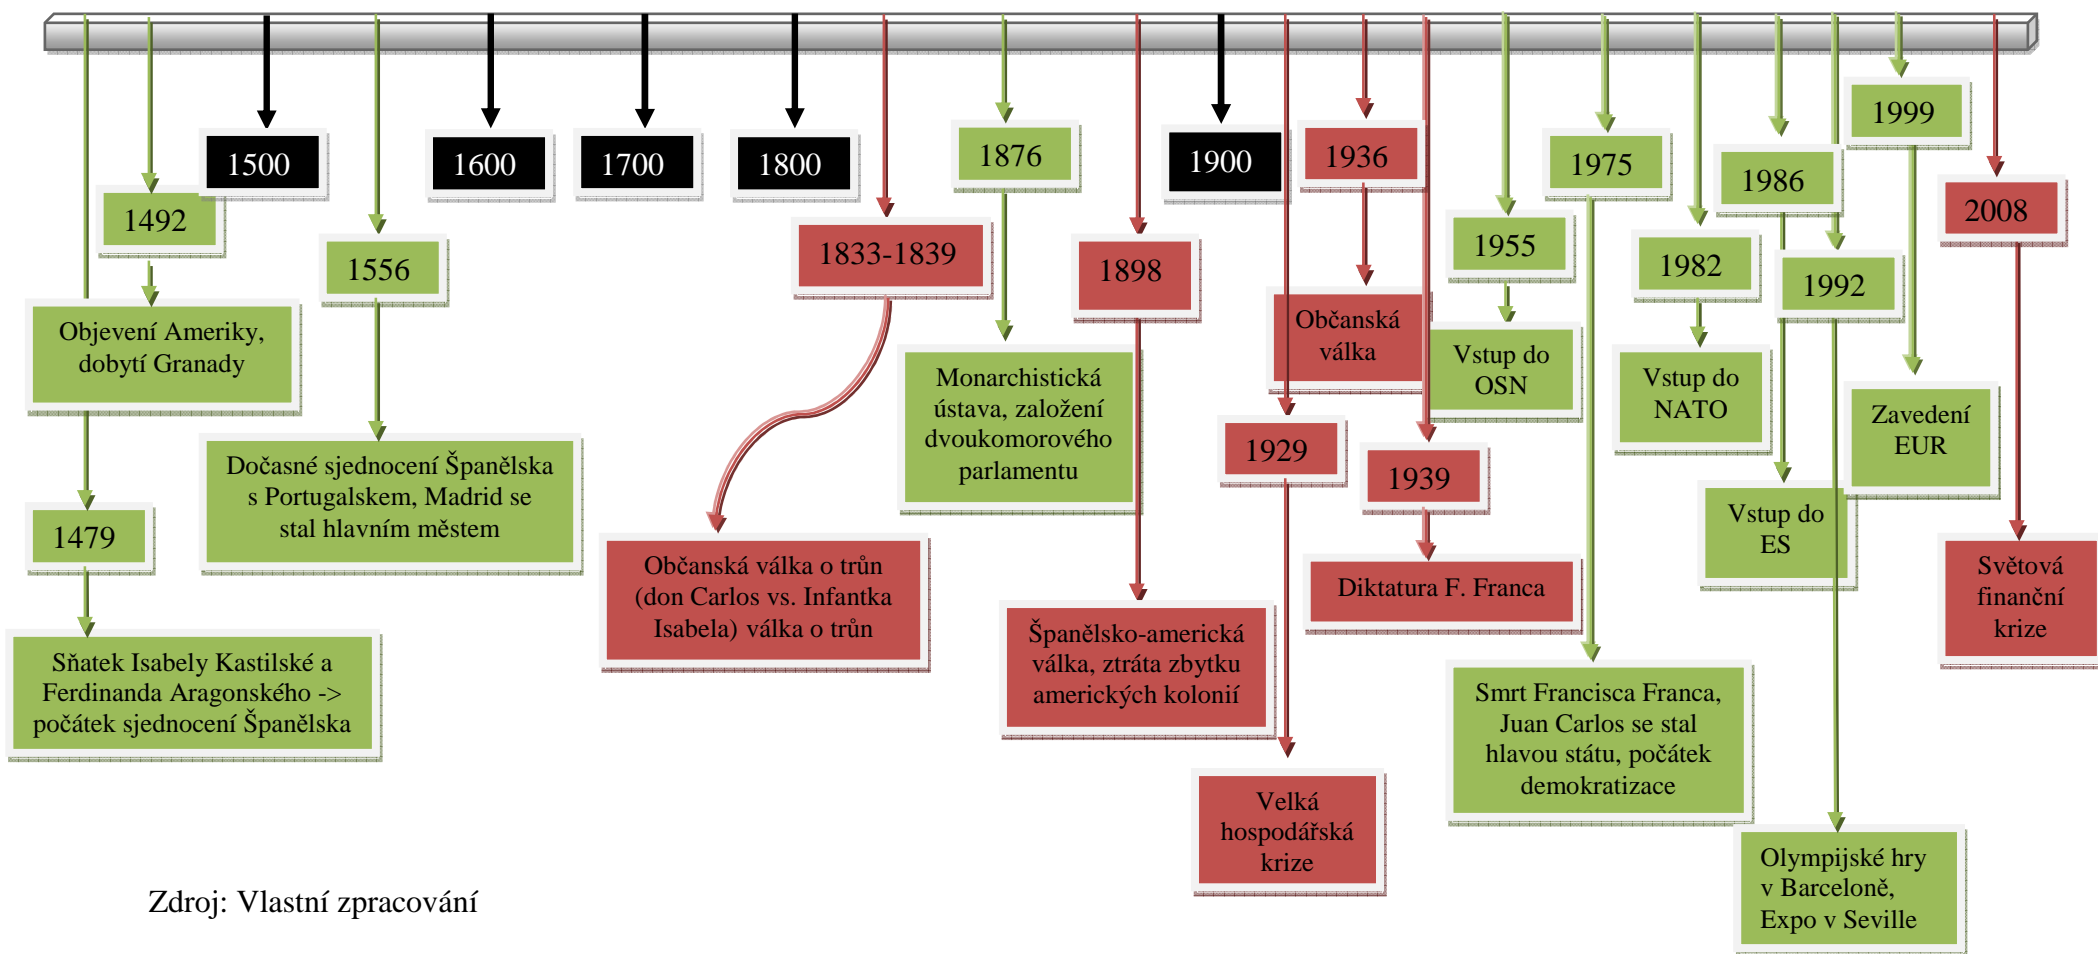 1500
1600
1700
1800
1876
1900
1936
1975
1986
1999
1492
1556
1833-1839
1898
1955
1982
1992
2008
Objevení Ameriky,
dobytí Granady
1479
Sňatek Isabely Kastilské a
Ferdinanda Aragonského ->
počátek sjednocení Španělska
Dočasné sjednocení Španělska
s Portugalskem, Madrid se
stal hlavním městem
Občanská válka o trůn
(don Carlos vs. Infantka
Isabela) válka o trůn
Monarchistická
ústava, založení
dvoukomorového
parlamentu
Španělsko-americká
válka, ztráta zbytku
amerických kolonií
1929
Velká
hospodářská
krize
Občanská
válka
1939
Diktatura F. Franca
Vstup do
OSN
Smrt Francisca Franca,
Juan Carlos se stal
hlavou státu, počátek
demokratizace
Vstup do
NATO
Vstup do
ES
Olympijské hry
v Barceloně,
Expo v Seville
Zavedení
EUR
Světová
finanční
krize
Zdroj: Vlastní zpracování